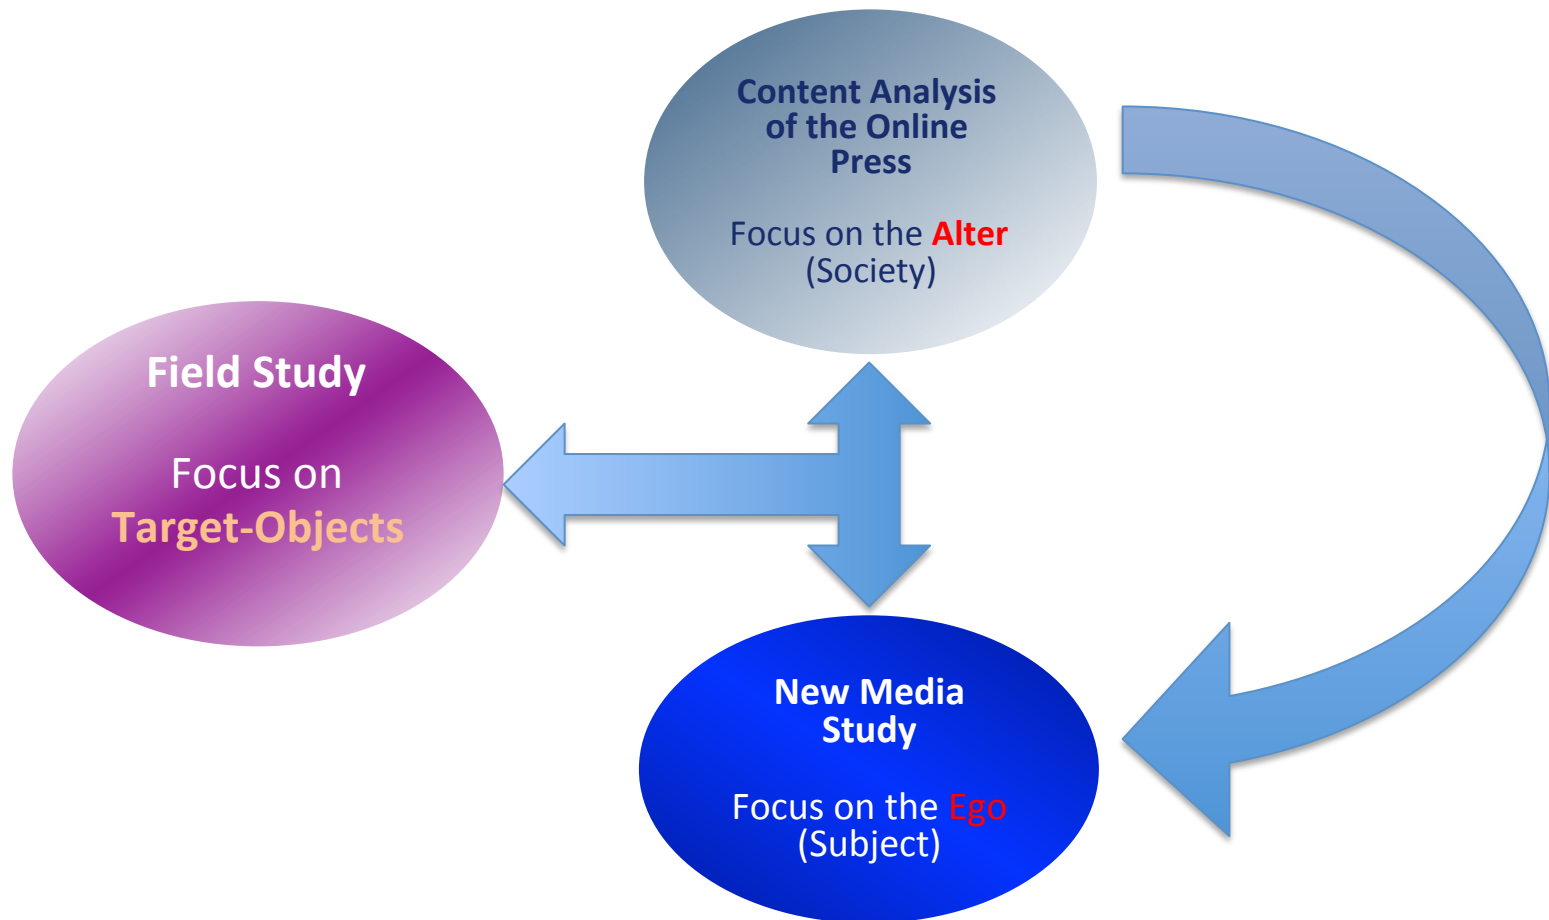 Content Analysis
of the Online
Press
Focus on the Alter
(Society)
Field Study
Focus on
Target-Objects
New Media
Study
Focus on the Ego
(Subject)